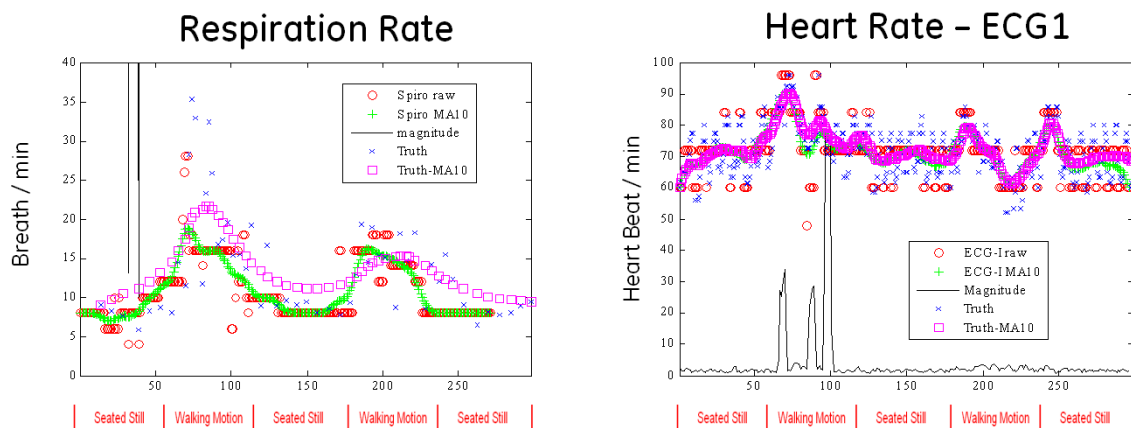 Respiration Rate
Breath / min
40
35
30
25
20
15
10
5
0
Spiro raw
Spiro MA10
magnitude
Truth
Truth-MA10
50
100
150
200
250
Seated Still
Walking Motion
Seated Still
Walking Motion
Seated Still
Heart Rate – ECG1
Heart Beat / min
100
90
80
70
60
50
40
30
20
10
0
ECG-I raw
ECG-I MA10
Magnitude
Truth
Truth-MA10
50
100
150
200
250
Seated Still
Walking Motion
Seated Still
Walking Motion
Seated Still